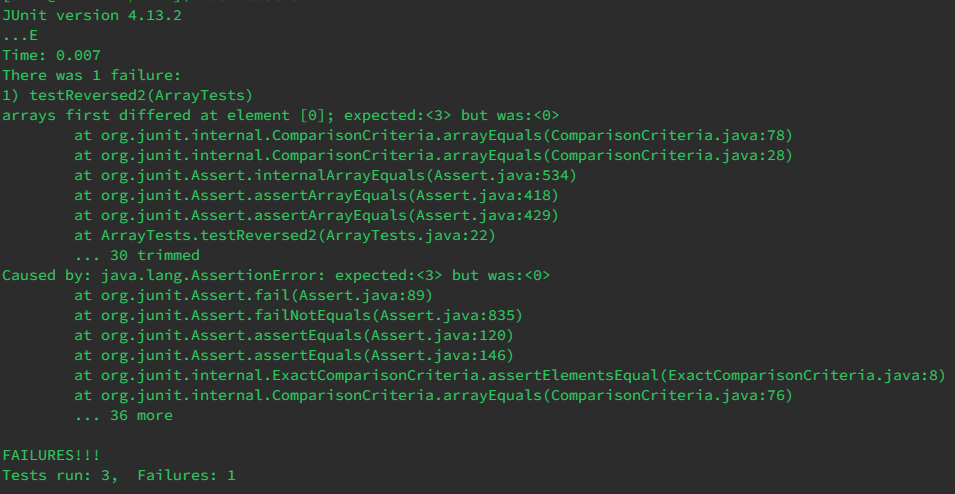 JUnit version 4.13.2
...E
Time: 0.007
There was 1 failure:
1) testReversed2(ArrayTests)
arrays first differed at element [0]; expected:<3> but was:<0>
        at org.junit.internal.ComparisonCriteria.arrayEquals(ComparisonCriteria.java:78)
        at org.junit.internal.ComparisonCriteria.arrayEquals(ComparisonCriteria.java:28)
        at org.junit.Assert.internalArrayEquals(Assert.java:534)
        at org.junit.Assert.assertArrayEquals(Assert.java:418)
        at org.junit.Assert.assertArrayEquals(Assert.java:429)
        at ArrayTests.testReversed2(ArrayTests.java:22)
        ... 30 trimmed
Caused by: java.lang.AssertionError: expected:<3> but was:<0>
        at org.junit.Assert.fail(Assert.java:89)
        at org.junit.Assert.failNotEquals(Assert.java:835)
        at org.junit.Assert.assertEquals(Assert.java:120)
        at org.junit.Assert.assertEquals(Assert.java:146)
        at org.junit.internal.ExactComparisonCriteria.assertElementsEqual(ExactComparisonCriteria.java:8)
        at org.junit.internal.ComparisonCriteria.arrayEquals(ComparisonCriteria.java:76)
        ... 36 more

FAILURES!!!
Tests run: 3,  Failures: 1